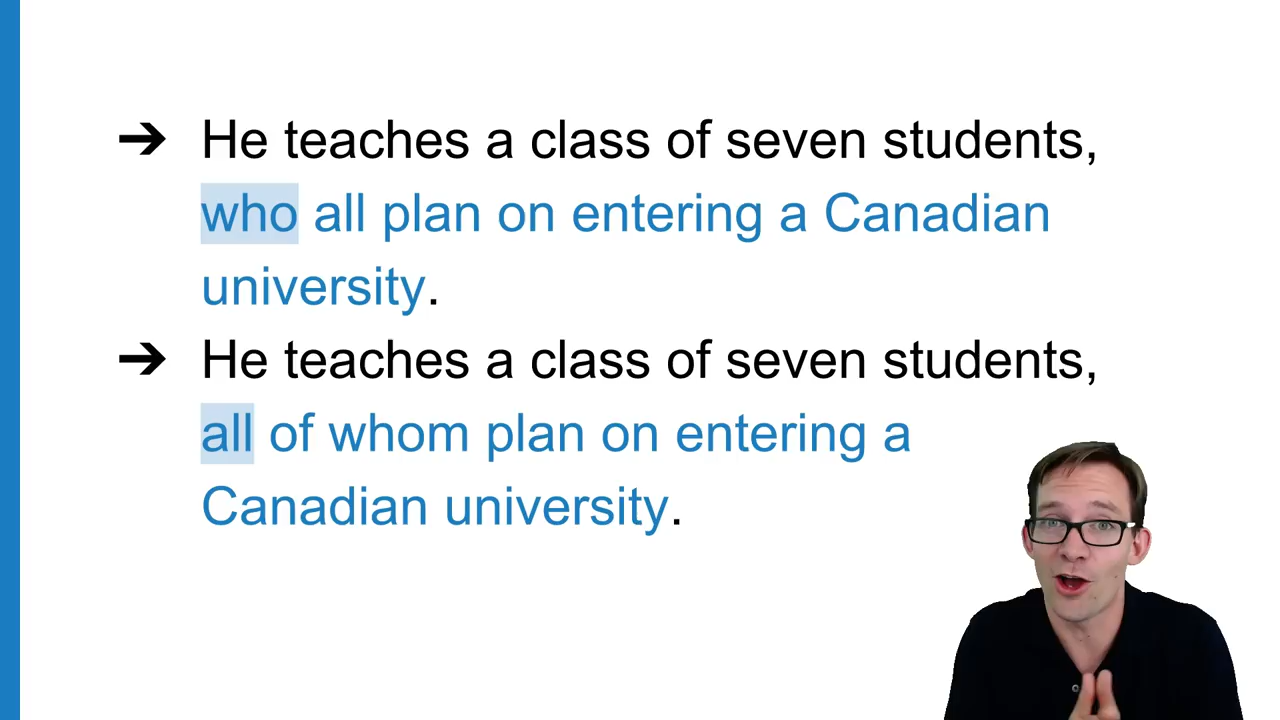 ➔ He teaches a class of seven students,
who all plan on entering a Canadian
university.
➔ He teaches a class of seven students,
all of whom plan on entering a
Canadian university.